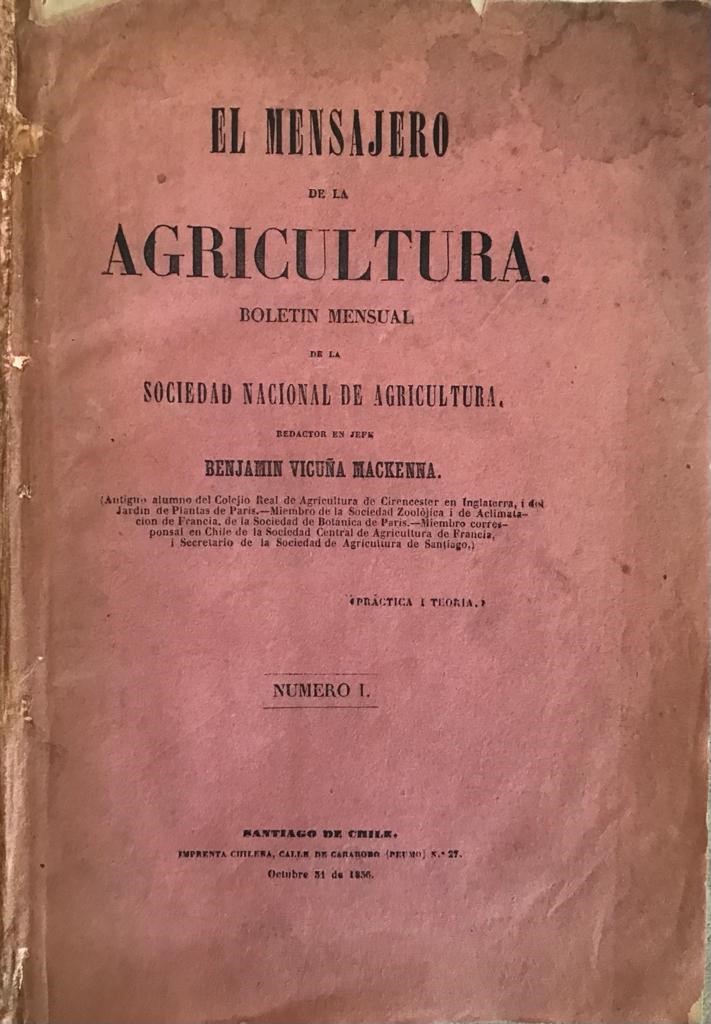 EL MENSAJERO
DE LA
AGRICULTURA.
BOLETIN MENSUAL
DE LA
SOCIEDAD NACIONAL DE AGRICULTURA.
REDACTOR EN JEFE
BENJAMIN VICUÑA MACKENNA.
(Antiguo alumno del Colejio Real de Agricultura de Cirencester en Inglaterra, i del
Jardin de Plantas de Paris.—Miembro de la Sociedad Zoolójica i de Aclimata-
cion de Francia, de la Sociedad de Botánica de Paris.—Miembro corres-
ponsal en Chile de la Sociedad Central de Agricultura de Francia,
i Secretario de la Sociedad de Agricultura de Santiago.)
«PRÁCTICA I TEORIA.»
NUMERO I.
SANTIAGO DE CHILE.
IMPRENTA CHILENA, CALLE DE CARABOBO (PEUMO) N.° 27.
Octubre 31 de 1856.